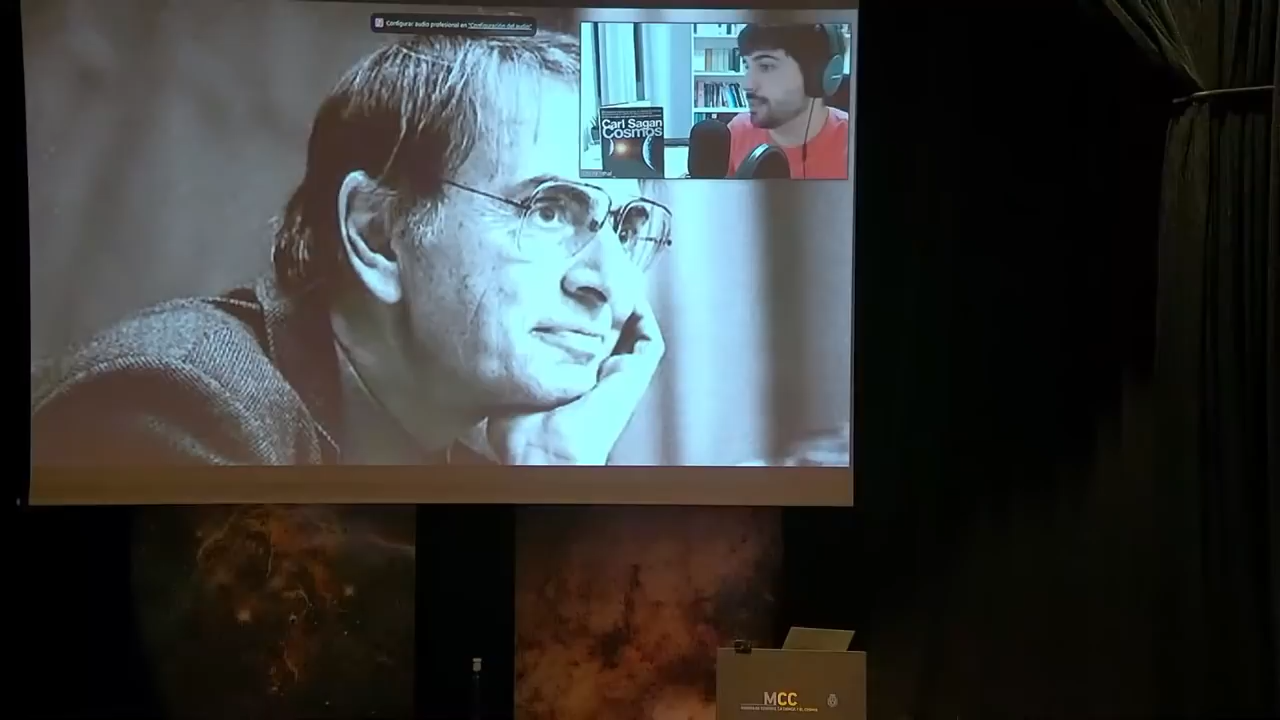 Configurar audio profesional en "Configuración del audio"
Carl Sagan
COSMOS
MCC